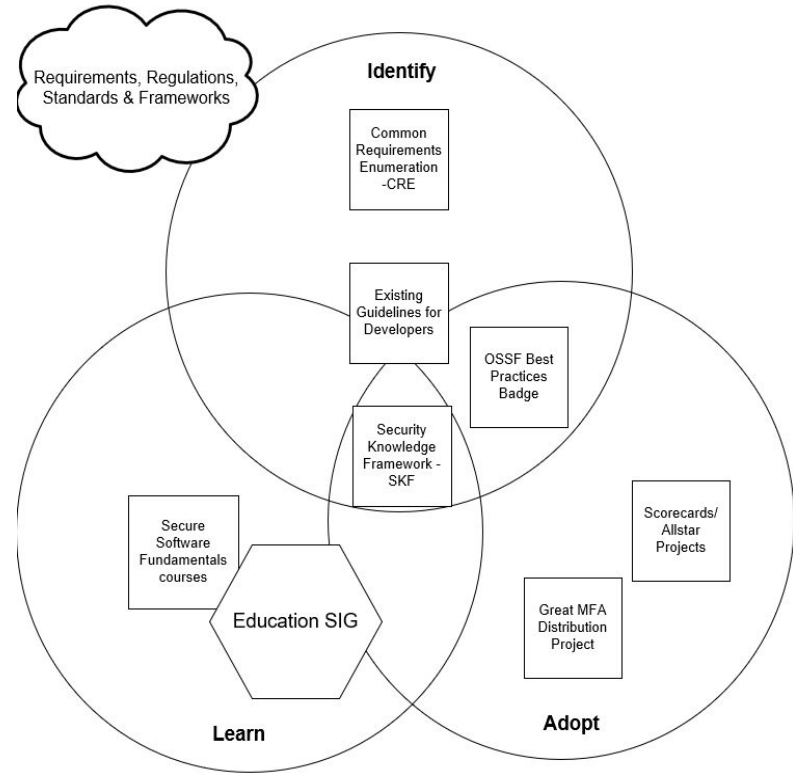 Requirements, Regulations,
Standards & Frameworks
Identify
Common
Requirements
Enumeration
-CRE
Existing
Guidelines for
Developers
OSSF Best
Practices
Badge
Security
Knowledge
Framework -
SKF
Secure
Software
Fundamentals
courses
Scorecards/
Allstar
Projects
Education SIG
Great MFA
Distribution
Project
Learn
Adopt